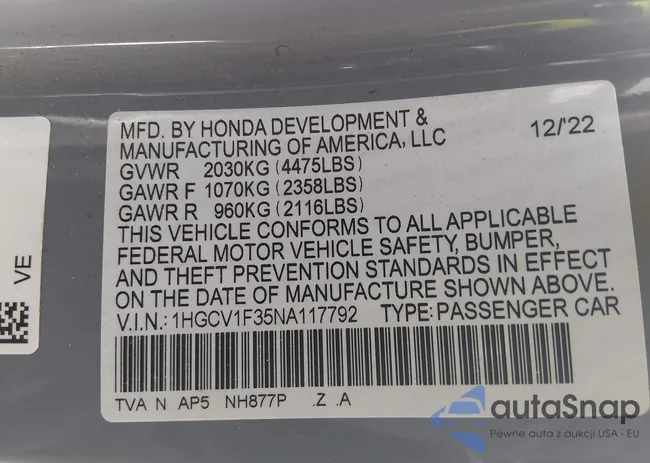 MFD. BY HONDA DEVELOPMENT &
MANUFACTURING OF AMERICA, LLC 12/'22
GVWR 2030KG (4475LBS)
GAWR F 1070KG (2358LBS)
GAWR R 960KG (2116LBS)
THIS VEHICLE CONFORMS TO ALL APPLICABLE
FEDERAL MOTOR VEHICLE SAFETY, BUMPER,
AND THEFT PREVENTION STANDARDS IN EFFECT
ON THE DATE OF MANUFACTURE SHOWN ABOVE.
V.I.N.: 1HGCV1F35NA117792 TYPE: PASSENGER CAR
TVA N AP5 NH877P .Z .A
VE
autaSnap
Pewne auta z aukcji USA i EU